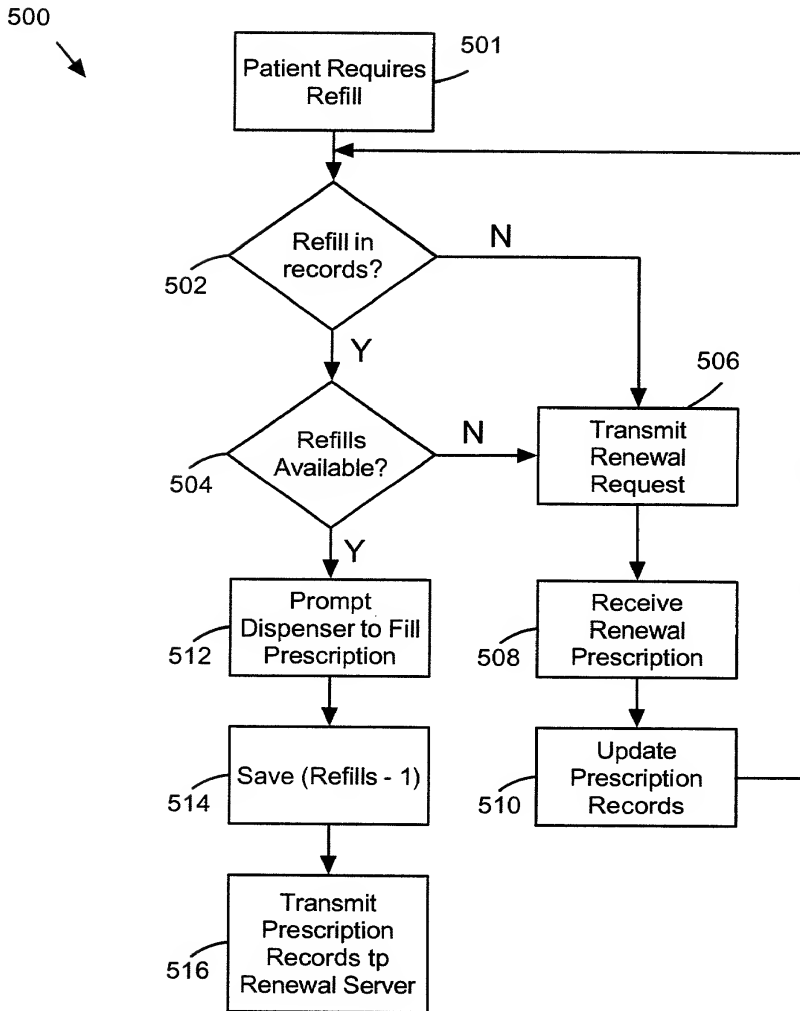 500
501
Patient Requires
Refill
Refill in
records?
502
N
Y
506
Refills
Available?
504
N
Transmit
Renewal
Request
Y
Prompt
Dispenser to Fill
Prescription
512
Receive
Renewal
Prescription
508
Save (Refills - 1)
514
Update
Prescription
Records
510
Transmit
Prescription
Records tp
Renewal Server
516